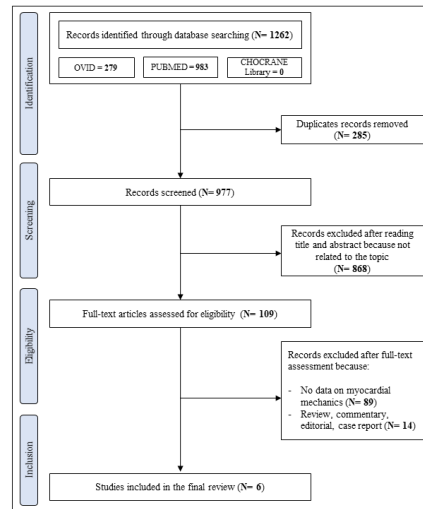 Identification
Records identified through database searching (N= 1262)
OVID = 279
PUBMED = 983
CHOCRANE
Library = 0
Duplicates records removed
(N= 285)
Screening
Records screened (N= 977)
Records excluded after reading
title and abstract because not
related to the topic
(N= 868)
Eligibility
Full-text articles assessed for eligibility (N= 109)
Records excluded after full-text
assessment because:
- No data on myocardial
mechanics (N= 89)
- Review, commentary,
editorial, case report (N= 14)
Inclusion
Studies included in the final review (N= 6)